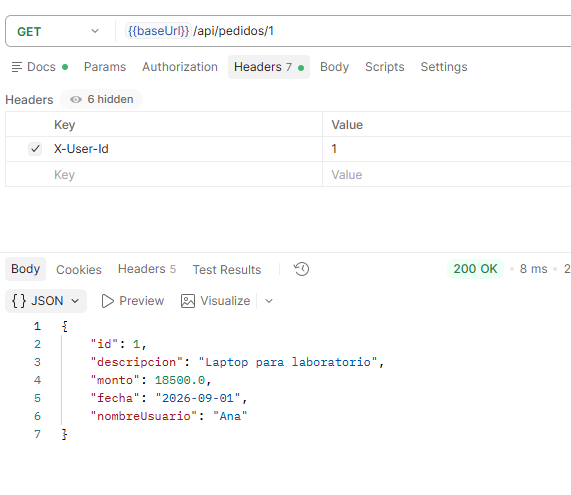 GET {{baseUrl}} /api/pedidos/1
Docs Params Authorization Headers 7 Body Scripts Settings
Headers 6 hidden
Key Value
X-User-Id 1
Key Value
Body Cookies Headers 5 Test Results 200 OK • 8 ms • 2
{} JSON Preview Visualize
1 {
2 "id": 1,
3 "descripcion": "Laptop para laboratorio",
4 "monto": 18500.0,
5 "fecha": "2026-09-01",
6 "nombreUsuario": "Ana"
7 }